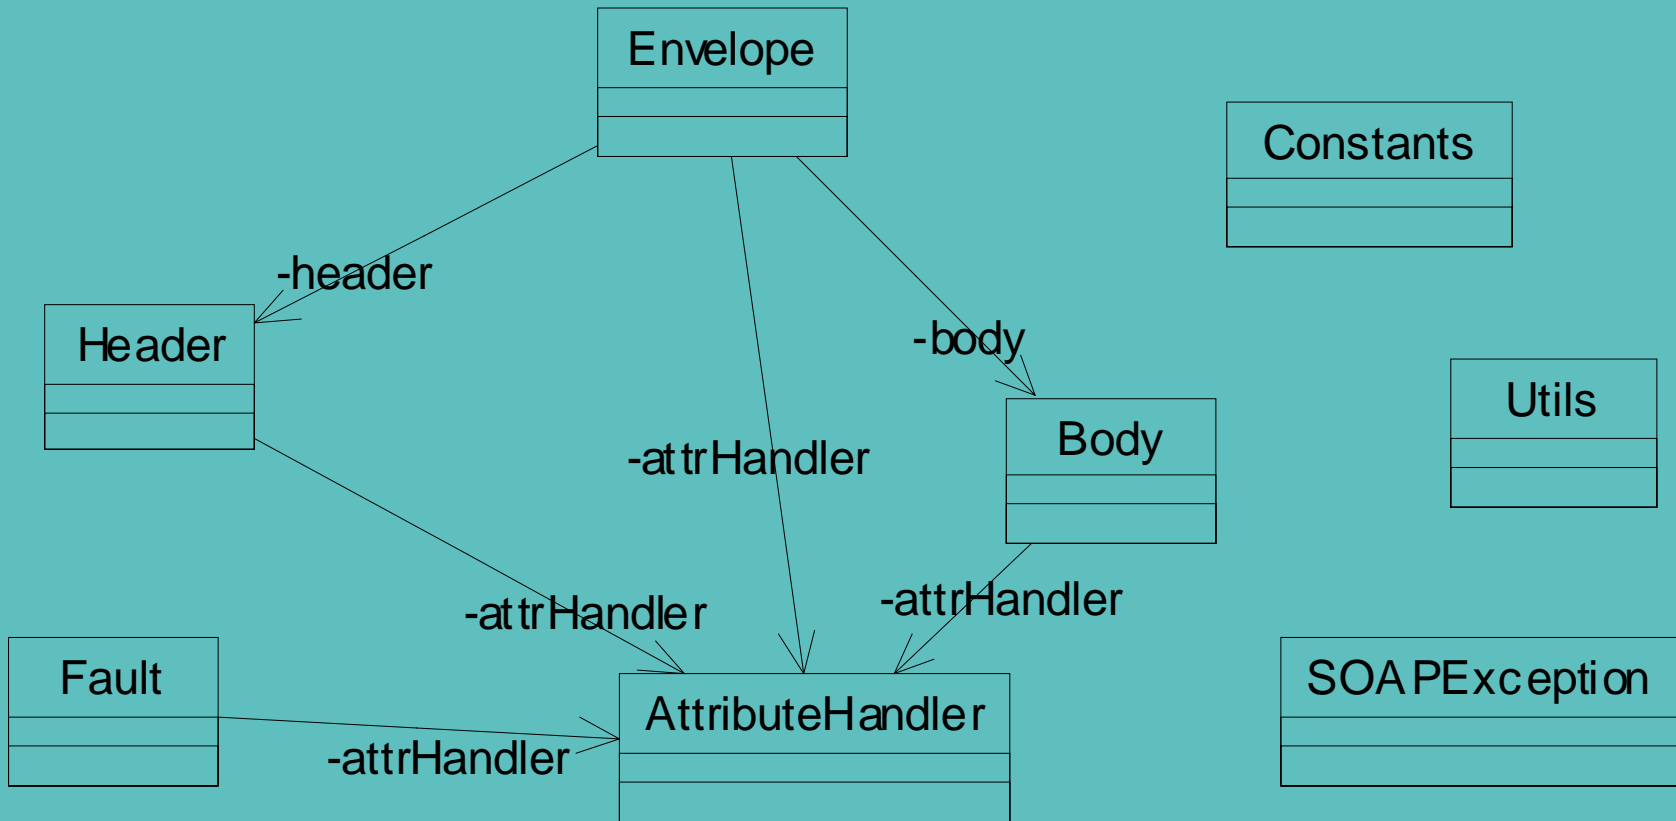 Envelope
Constants
-header
Header
-body
Utils
Body
-attrHandler
-attrHandler
-attrHandler
Fault
SOAPException
AttributeHandler
-attrHandler